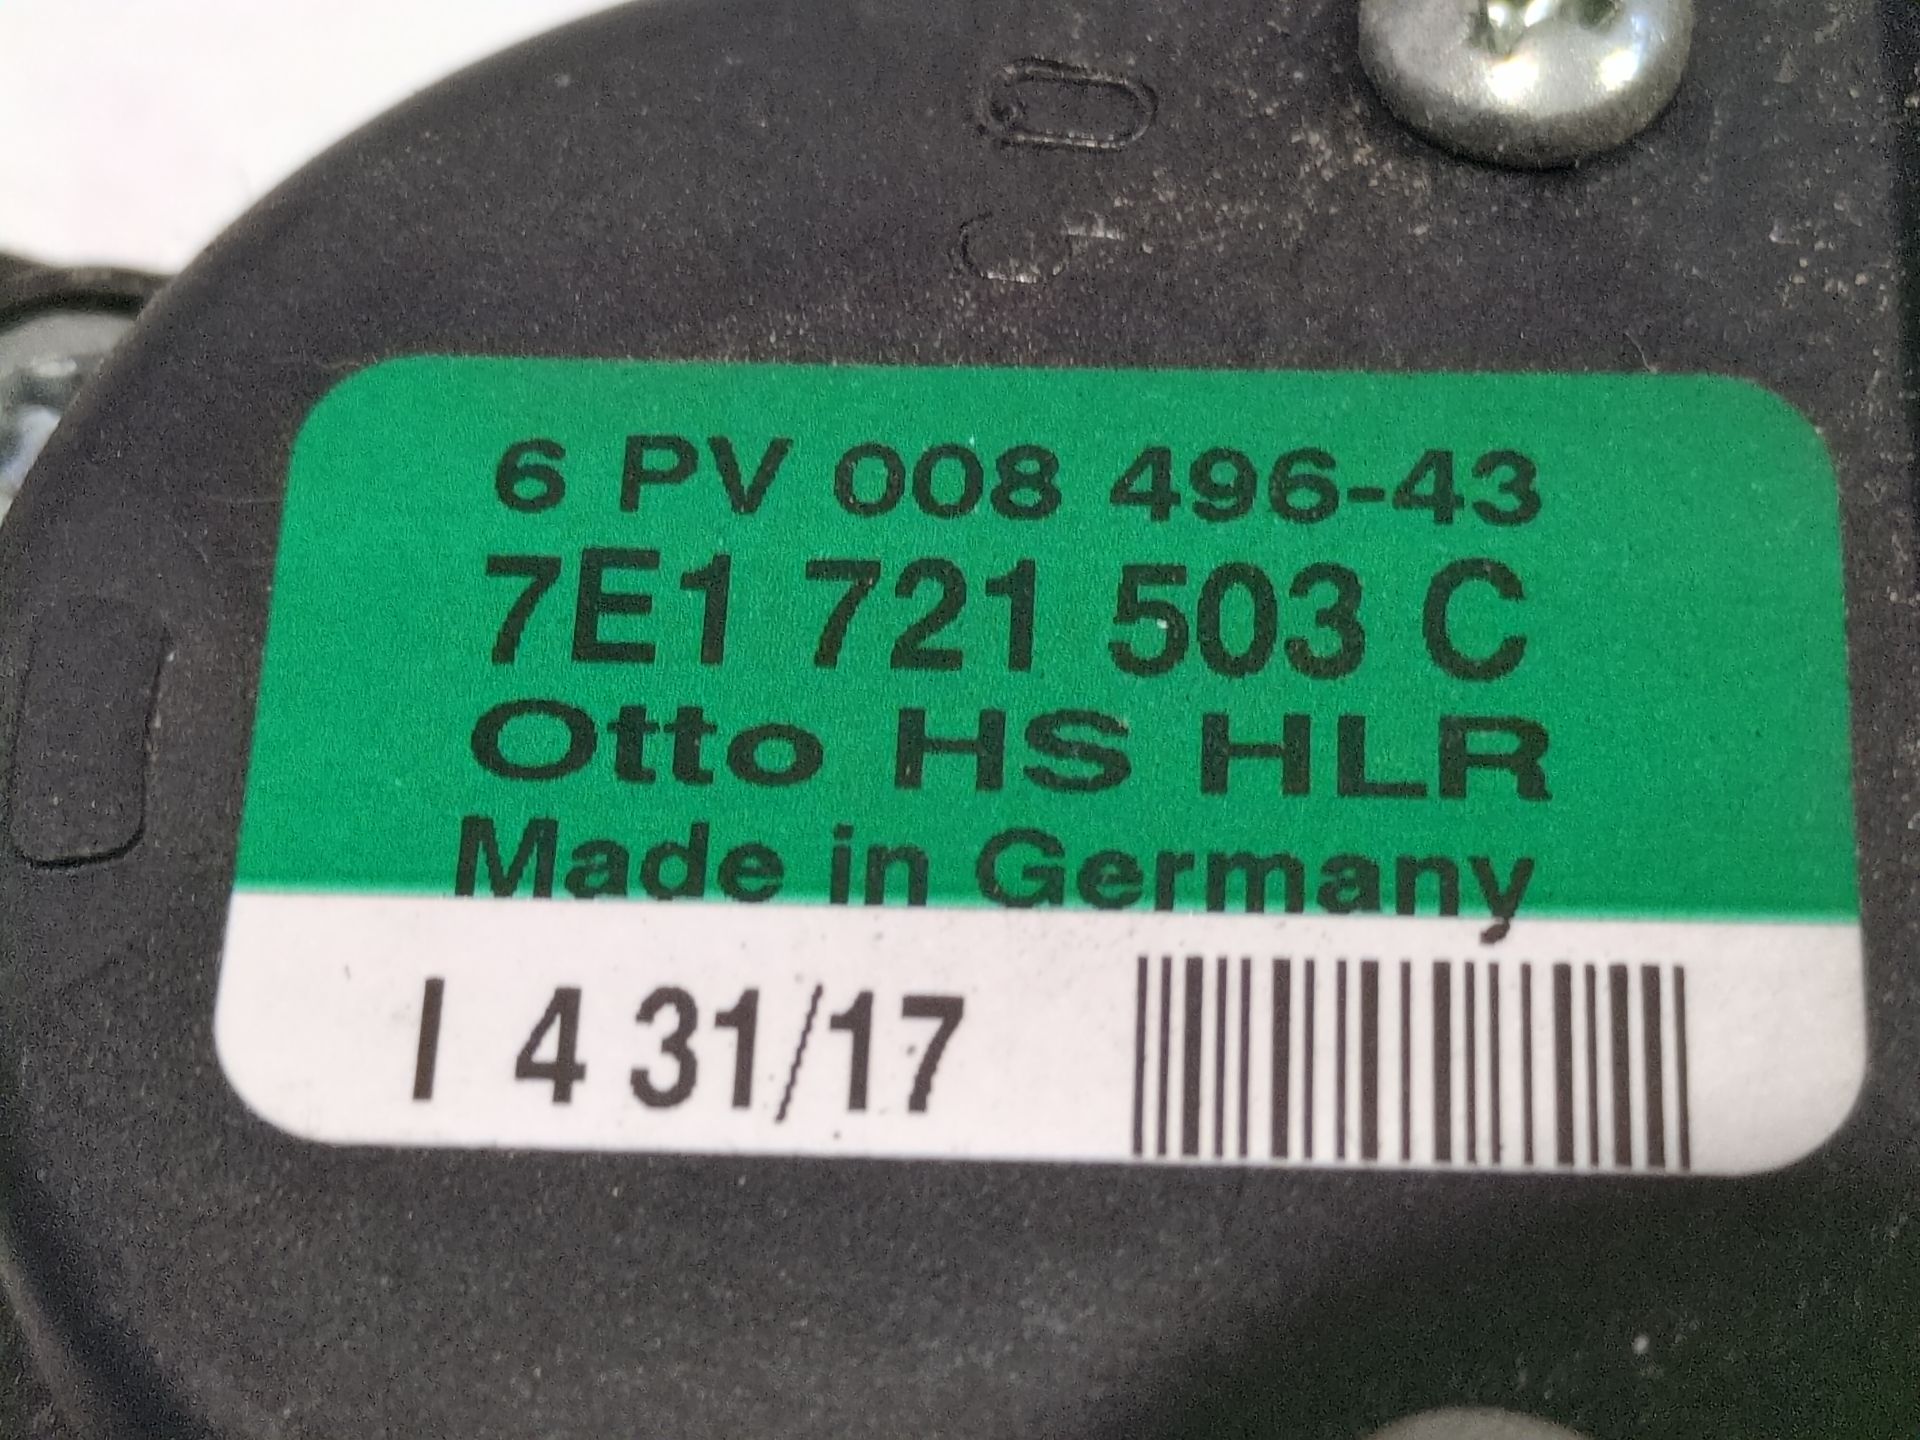 6 PV 008 496-43
7E1 721 503 C
Otto HS HLR
Made in Germany
I 4 31/17